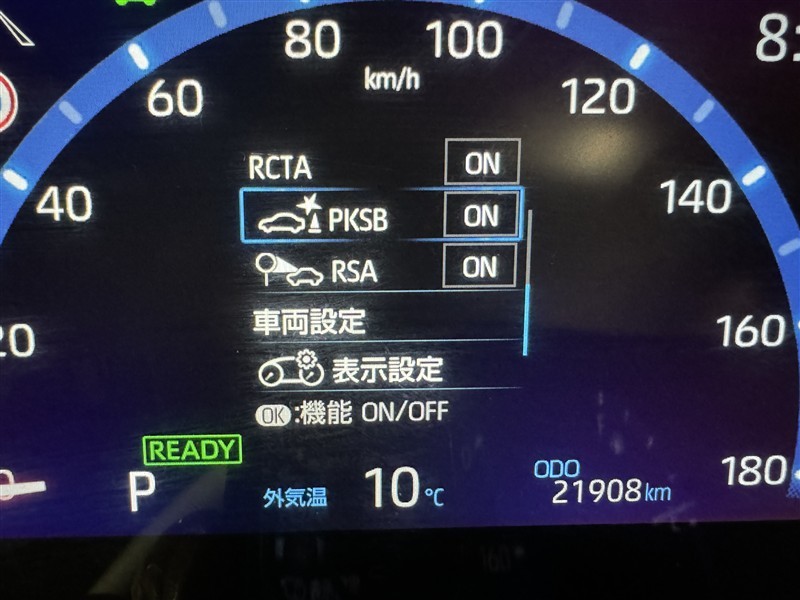 80
100
8:
km/h
60
120
RCTA ON
40
140
PKSB ON
RSA ON
車両設定
20
160
表示設定
OK:機能 ON/OFF
READY
P
外気温 10℃
ODO
21908km
180